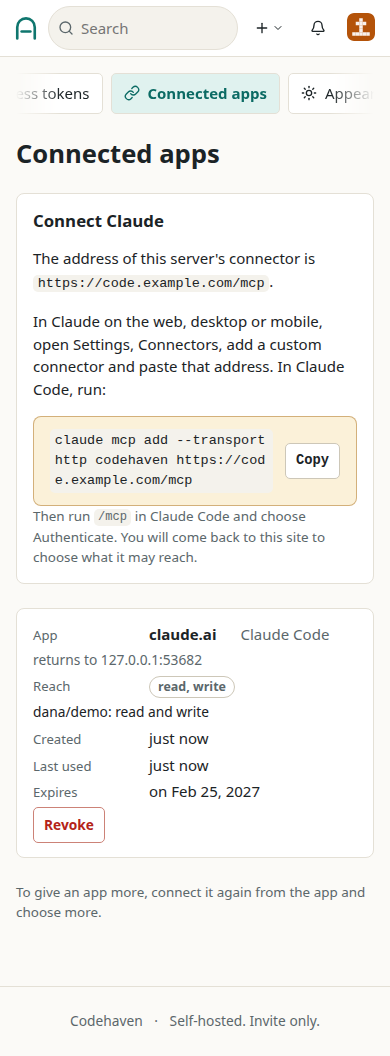 Search
ess tokens
Connected apps
Appea
Connected apps
Connect Claude
The address of this server's connector is
https://code.example.com/mcp.
In Claude on the web, desktop or mobile,
open Settings, Connectors, add a custom
connector and paste that address. In Claude
Code, run:
claude mcp add --transport
http codehaven https://cod
e.example.com/mcp
Copy
Then run /mcp in Claude Code and choose
Authenticate. You will come back to this site to
choose what it may reach.
App claude.ai Claude Code
returns to 127.0.0.1:53682
Reach read, write
dana/demo: read and write
Created just now
Last used just now
Expires on Feb 25, 2027
Revoke
To give an app more, connect it again from the app and
choose more.
Codehaven · Self-hosted. Invite only.